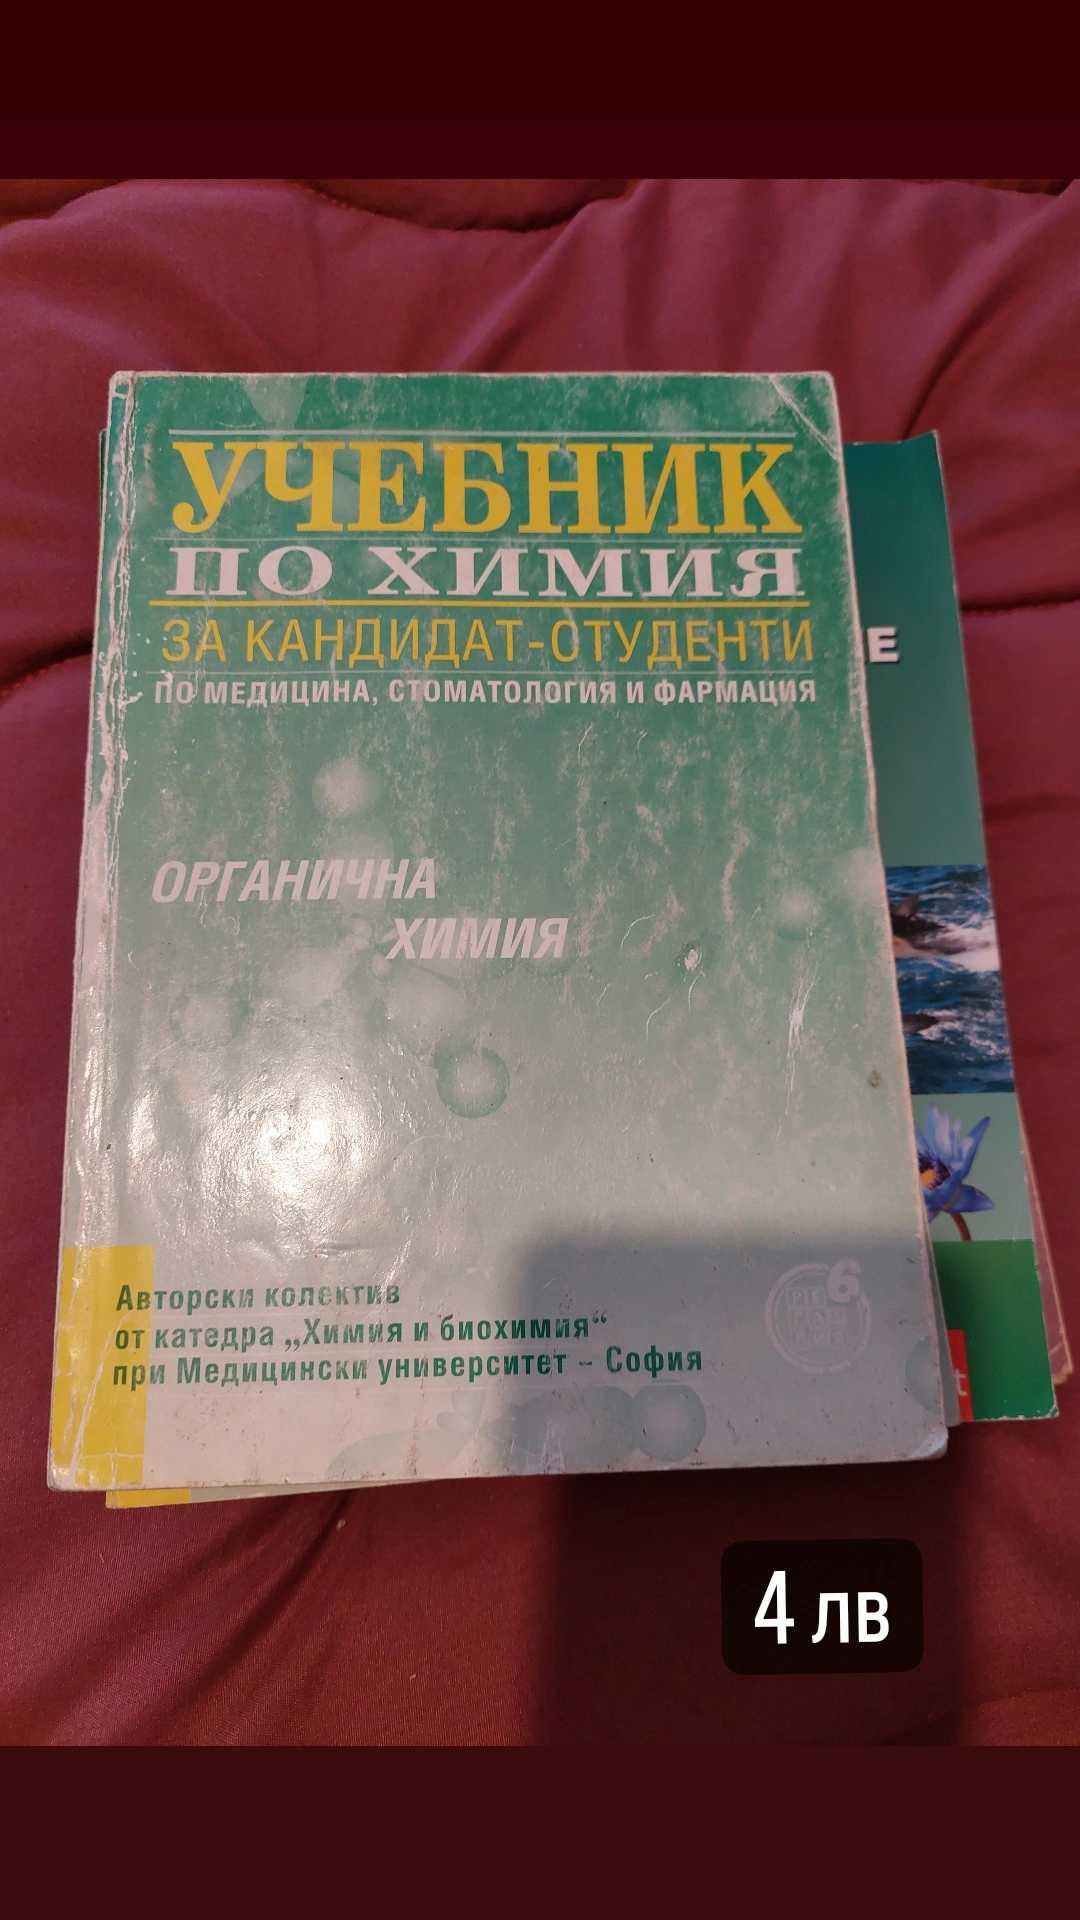 УЧЕБНИК
ПО ХИМИЯ
ЗА КАНДИДАТ-СТУДЕНТИ
ПО МЕДИЦИНА, СТОМАТОЛОГИЯ И ФАРМАЦИЯ
Е
ОРГАНИЧНА
ХИМИЯ
Авторски колектив
от катедра „Химия и биохимия“
при Медицински университет – София
6
t
4 лв